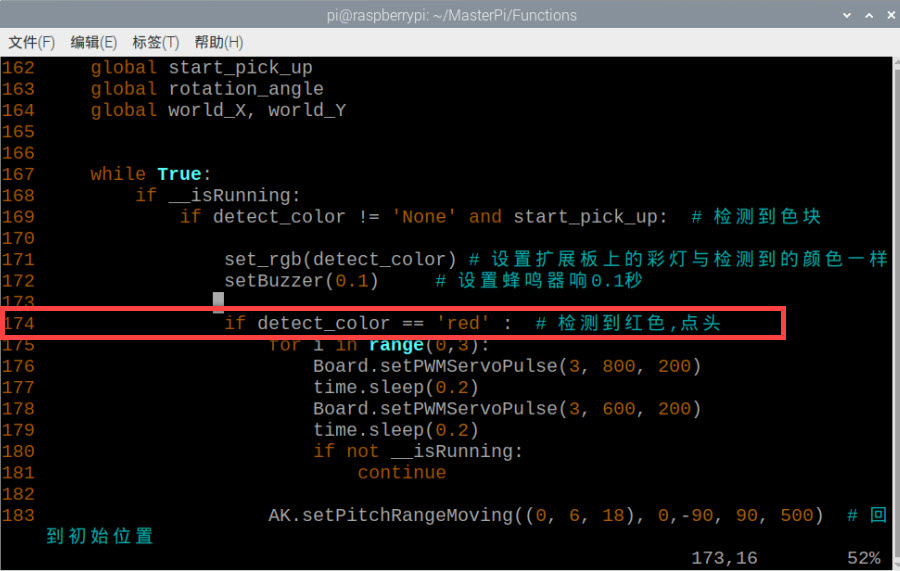 pi@raspberrypi: ~/MasterPi/Functions
文件(F) 编辑(E) 标签(T) 帮助(H)
162 global start_pick_up
163 global rotation_angle
164 global world_X, world_Y
165
166
167 while True:
168 if __isRunning:
169 if detect_color != 'None' and start_pick_up: # 检测到色块
170
171 set_rgb(detect_color) # 设置扩展板上的彩灯与检测到的颜色一样
172 setBuzzer(0.1) # 设置蜂鸣器响0.1秒
173
174 if detect_color == 'red' : # 检测到红色,点头
175 for i in range(0,3):
176 Board.setPWMServoPulse(3, 800, 200)
177 time.sleep(0.2)
178 Board.setPWMServoPulse(3, 600, 200)
179 time.sleep(0.2)
180 if not __isRunning:
181 continue
182
183 AK.setPitchRangeMoving((0, 6, 18), 0,-90, 90, 500) # 回
到初始位置
173,16 52%